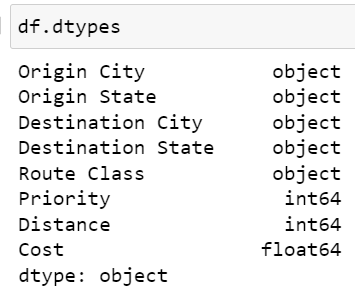 df.dtypes
Origin City object
Origin State object
Destination City object
Destination State object
Route Class object
Priority int64
Distance int64
Cost float64
dtype: object